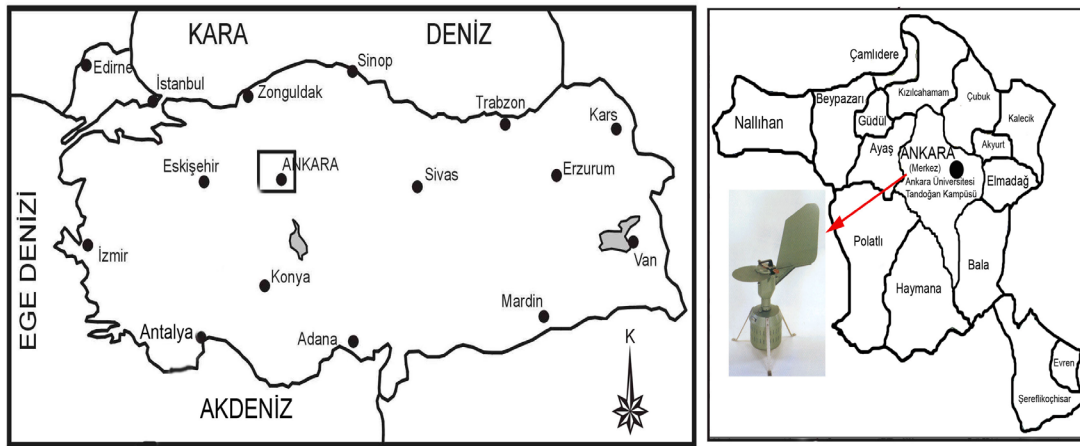 KARA DENİZ
Edirne
İstanbul
Sinop
Zonguldak
Trabzon
Kars
Eskişehir
ANKARA
Sivas
Erzurum
EGE DENİZİ
İzmir
Konya
Van
Mardin
Antalya
Adana
K
AKDENİZ
Çamlıdere
Kızılcahamam
Beypazarı
Çubuk
Nallıhan
Güdül
Kalecik
Ayaş
Akyurt
ANKARA
(Merkez)
Ankara Üniversitesi
Tandoğan Kampüsü
Elmadağ
Polatlı
Bala
Haymana
Evren
Şereflikoçhisar